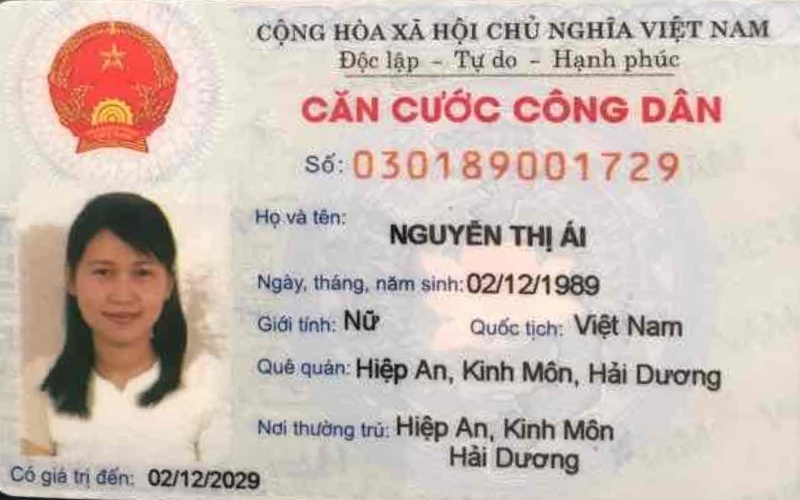 CỘNG HÒA XÃ HỘI CHỦ NGHĨA VIỆT NAM
Độc lập - Tự do - Hạnh phúc
CĂN CƯỚC CÔNG DÂN
Số: 030189001729
Họ và tên: NGUYỄN THỊ ÁI
Ngày, tháng, năm sinh: 02/12/1989
Giới tính: Nữ Quốc tịch: Việt Nam
Quê quán: Hiệp An, Kinh Môn, Hải Dương
Nơi thường trú: Hiệp An, Kinh Môn
Hải Dương
Có giá trị đến: 02/12/2029